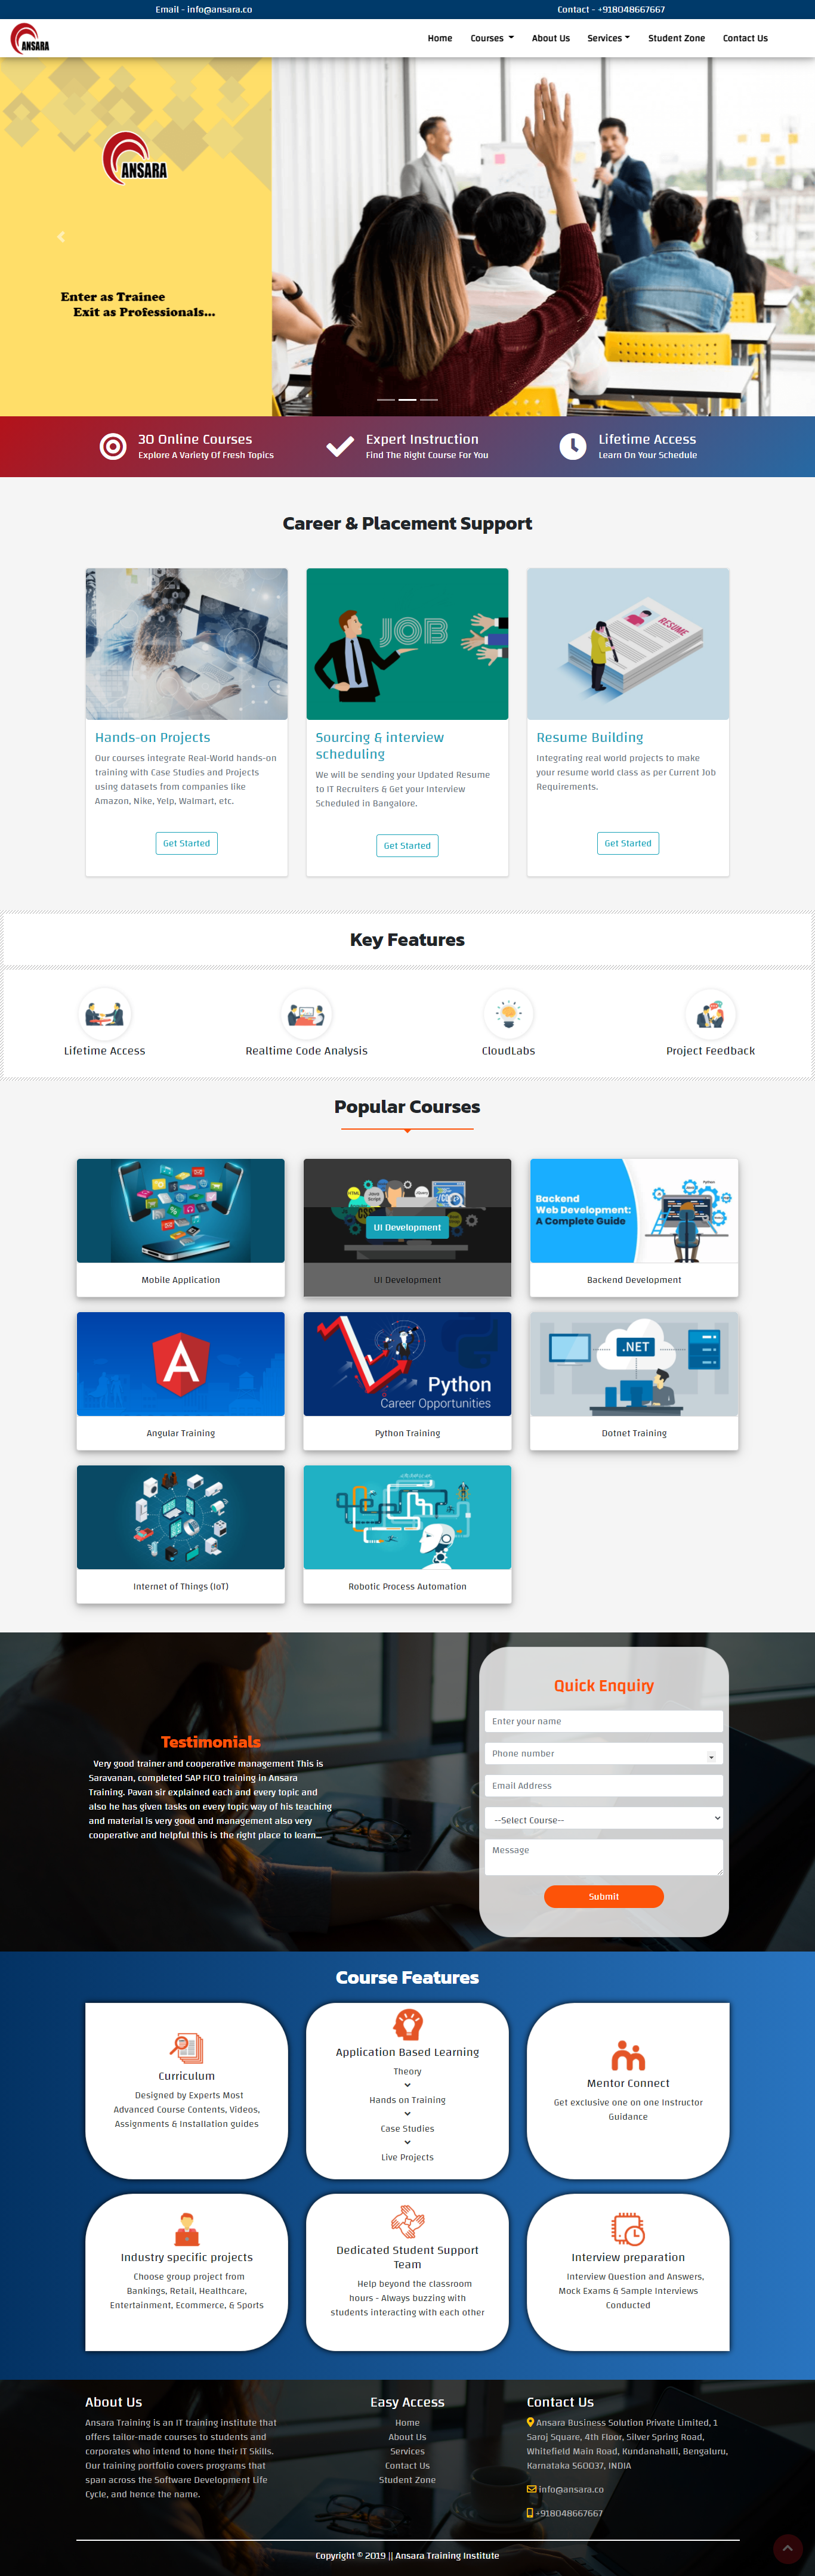 Email - info@ansara.co
Contact - +918048667667
ANSARA
Home
Courses
About Us
Services
Student Zone
Contact Us
ANSARA
Enter as Trainee
Exit as Professionals...
30 Online Courses
Explore A Variety Of Fresh Topics
Expert Instruction
Find The Right Course For You
Lifetime Access
Learn On Your Schedule
Career & Placement Support
JOB
RESUME
Hands-on Projects
Our courses integrate Real-World hands-on
training with Case Studies and Projects
using datasets from companies like
Amazon, Nike, Yelp, Walmart, etc.
Get Started
Sourcing & interview
scheduling
We will be sending your Updated Resume
to IT Recruiters & Get your Interview
Scheduled in Bangalore.
Get Started
Resume Building
Integrating real world projects to make
your resume world class as per Current Job
Requirements.
Get Started
Key Features
Lifetime Access
Realtime Code Analysis
CloudLabs
Project Feedback
Popular Courses
Mobile Application
UI Development
UI Development
Backend
Web Development:
A Complete Guide
Backend Development
Angular Training
Python
Career Opportunities
Python Training
.NET
Dotnet Training
Internet of Things (IoT)
Robotic Process Automation
Testimonials
Very good trainer and cooperative management This is
Saravanan, completed SAP FICO training in Ansara
Training. Pavan sir explained each and every topic and
also he has given tasks on every topic way of his teaching
and material is very good and management also very
cooperative and helpful this is the right place to learn...
Quick Enquiry
Enter your name
Phone number
Email Address
--Select Course--
Message
Submit
Course Features
Curriculum
Designed by Experts Most
Advanced Course Contents, Videos,
Assignments & Installation guides
Application Based Learning
Theory
Hands on Training
Case Studies
Live Projects
Mentor Connect
Get exclusive one on one Instructor
Guidance
Industry specific projects
Choose group project from
Bankings, Retail, Healthcare,
Entertainment, Ecommerce, & Sports
Dedicated Student Support
Team
Help beyond the classroom
hours - Always buzzing with
students interacting with each other
Interview preparation
Interview Question and Answers,
Mock Exams & Sample Interviews
Conducted
About Us
Ansara Training is an IT training institute that
offers tailor-made courses to students and
corporates who intend to hone their IT Skills.
Our training portfolio covers programs that
span across the Software Development Life
Cycle, and hence the name.
Easy Access
Home
About Us
Services
Contact Us
Student Zone
Contact Us
Ansara Business Solution Private Limited, 1
Saroj Square, 4th Floor, Silver Spring Road,
Whitefield Main Road, Kundanahalli, Bengaluru,
Karnataka 560037, INDIA
info@ansara.co
+918048667667
Copyright © 2019 || Ansara Training Institute